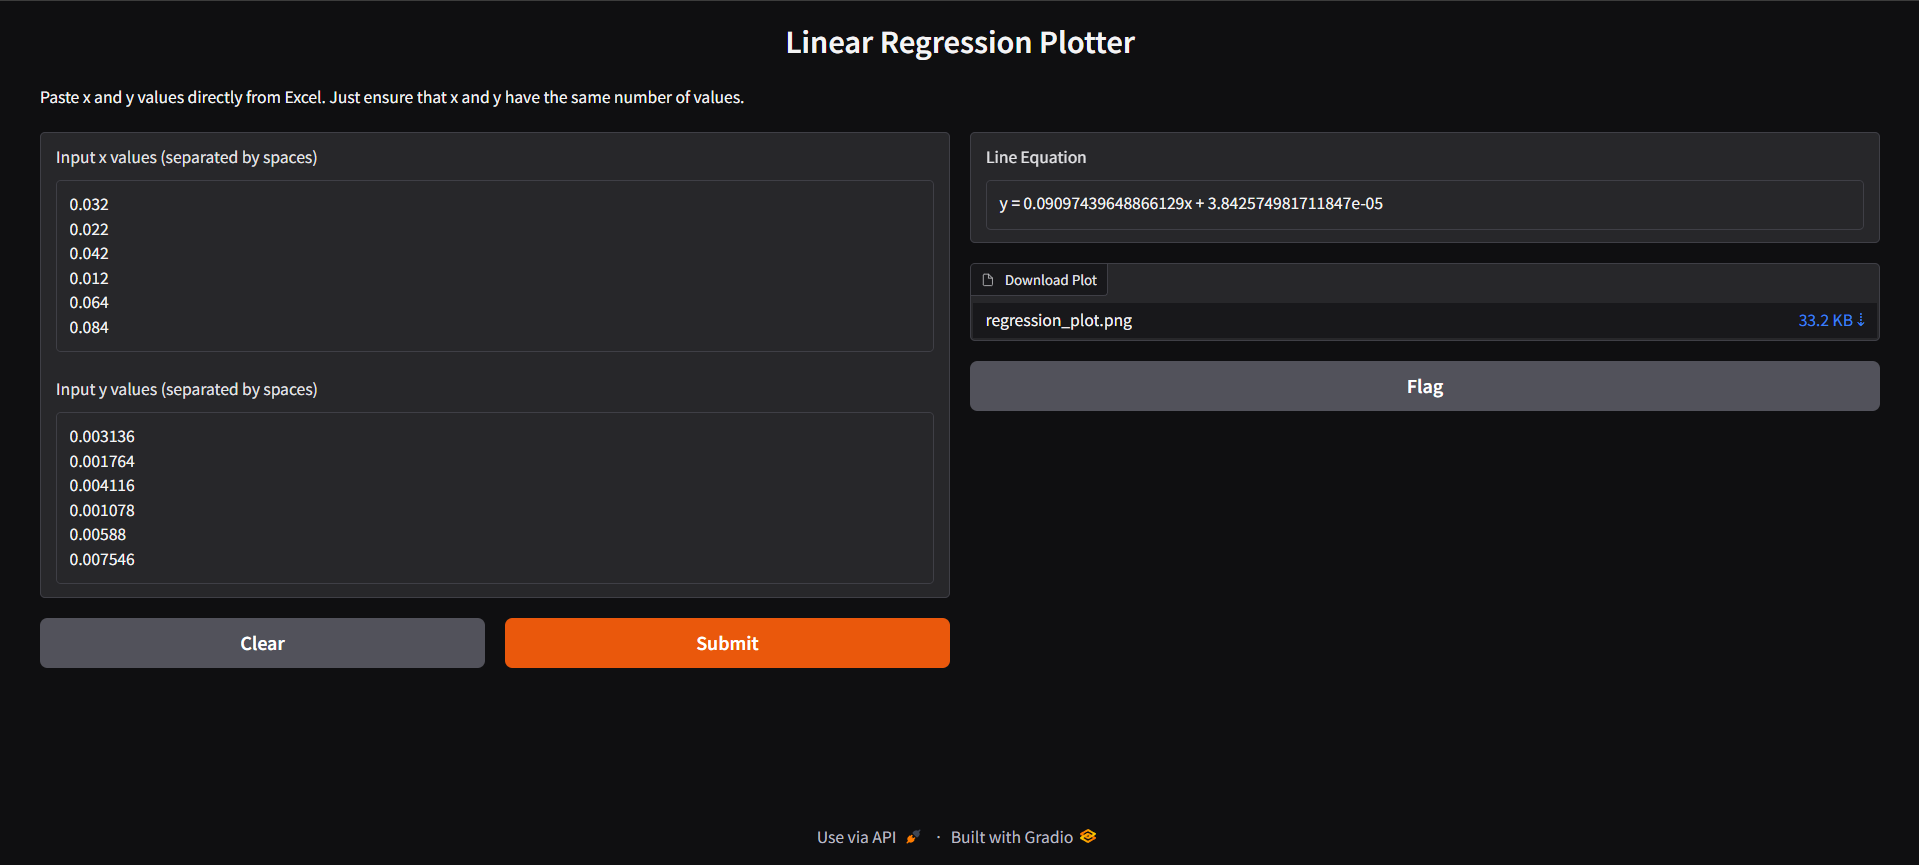 Linear Regression Plotter
Paste x and y values directly from Excel. Just ensure that x and y have the same number of values.
Input x values (separated by spaces)
0.032
0.022
0.042
0.012
0.064
0.084
Input y values (separated by spaces)
0.003136
0.001764
0.004116
0.001078
0.00588
0.007546
Clear
Submit
Line Equation
y = 0.09097439648866129x + 3.842574981711847e-05
Download Plot
regression_plot.png
33.2 KB ⇣
Flag
Use via API · Built with Gradio